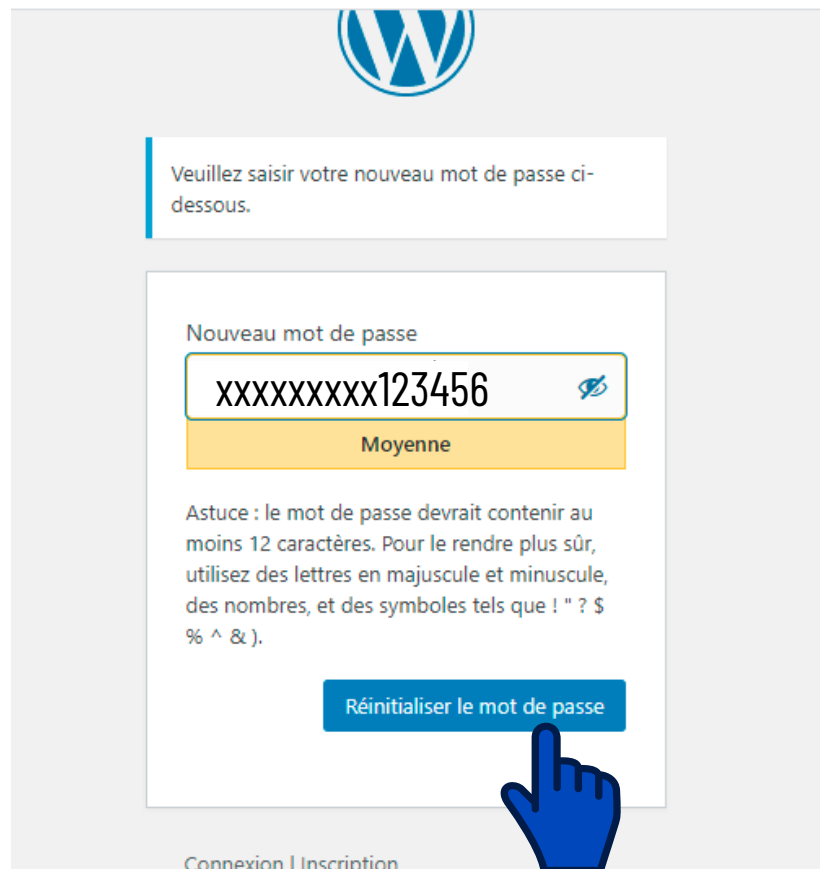 Veuillez saisir votre nouveau mot de passe ci-
dessous.
Nouveau mot de passe
xxxxxxxxx123456
Moyenne
Astuce : le mot de passe devrait contenir au
moins 12 caractères. Pour le rendre plus sûr,
utilisez des lettres en majuscule et minuscule,
des nombres, et des symboles tels que ! " ? $
% ^ & ).
Réinitialiser le mot de passe
Connexion | Inscription